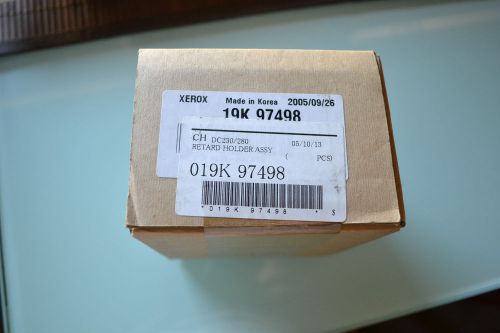 XEROX Made in Korea 2005/09/26
19K 97498
CH DC230/280 05/10/13
RETARD HOLDER ASSY ( PCS)
019K 97498
*019K 97498 * $